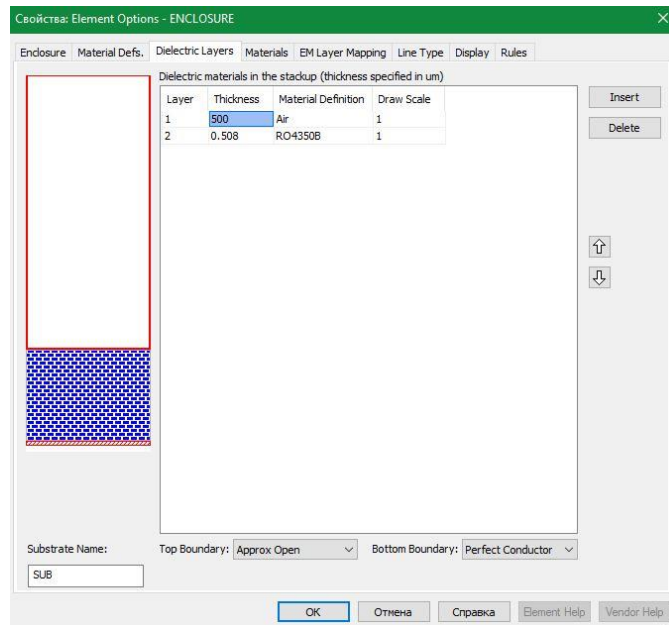 Свойства: Element Options - ENCLOSURE
Enclosure Material Defs. Dielectric Layers Materials EM Layer Mapping Line Type Display Rules
Dielectric materials in the stackup (thickness specified in um)
Layer Thickness Material Definition Draw Scale
1 500 Air 1
2 0.508 RO4350B 1
Insert
Delete
Substrate Name: Top Boundary: Approx Open Bottom Boundary: Perfect Conductor
SUB
OK Отмена Справка Element Help Vendor Help